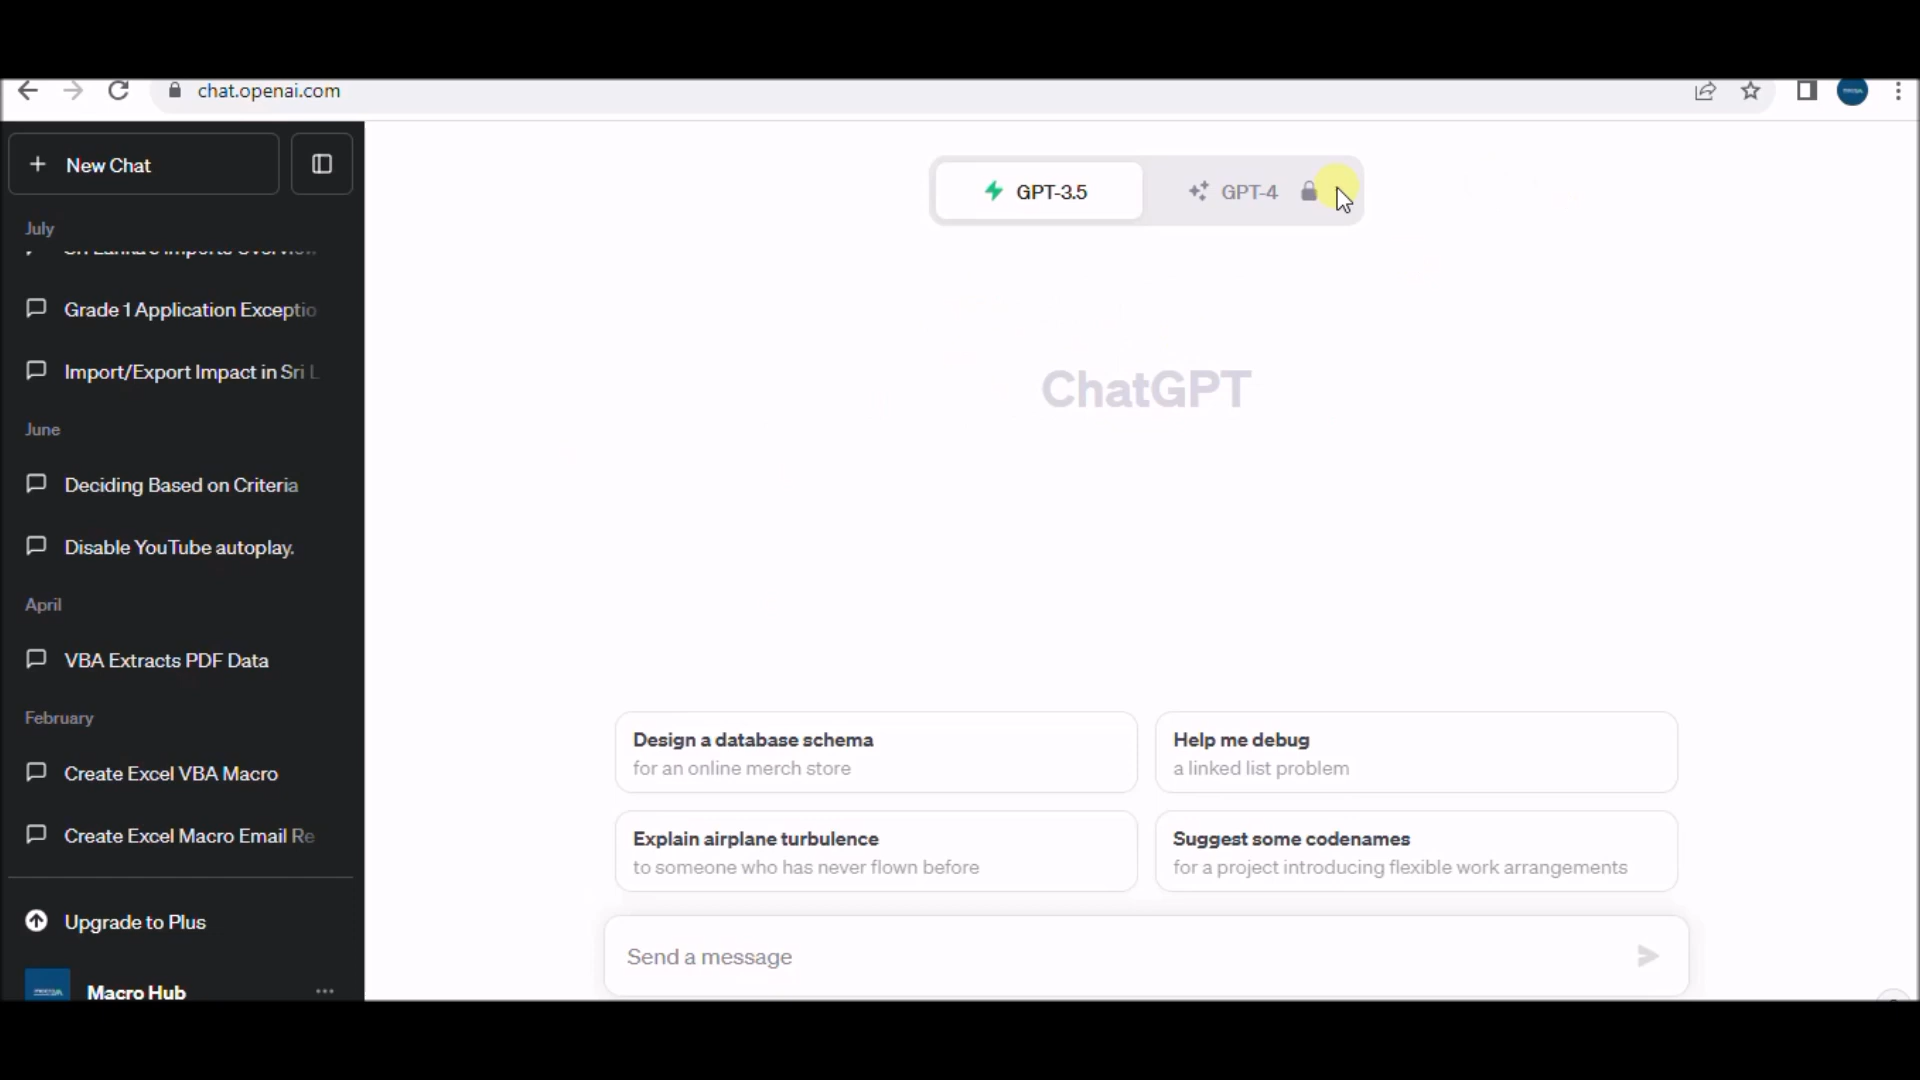 chat.openai.com
New Chat
July
Grade 1 Application Exceptio
Import/Export Impact in Sri L
June
Deciding Based on Criteria
Disable YouTube autoplay.
April
VBA Extracts PDF Data
February
Create Excel VBA Macro
Create Excel Macro Email Re
Upgrade to Plus
Macro Hub
GPT-3.5
GPT-4
ChatGPT
Design a database schema
for an online merch store
Help me debug
a linked list problem
Explain airplane turbulence
to someone who has never flown before
Suggest some codenames
for a project introducing flexible work arrangements
Send a message